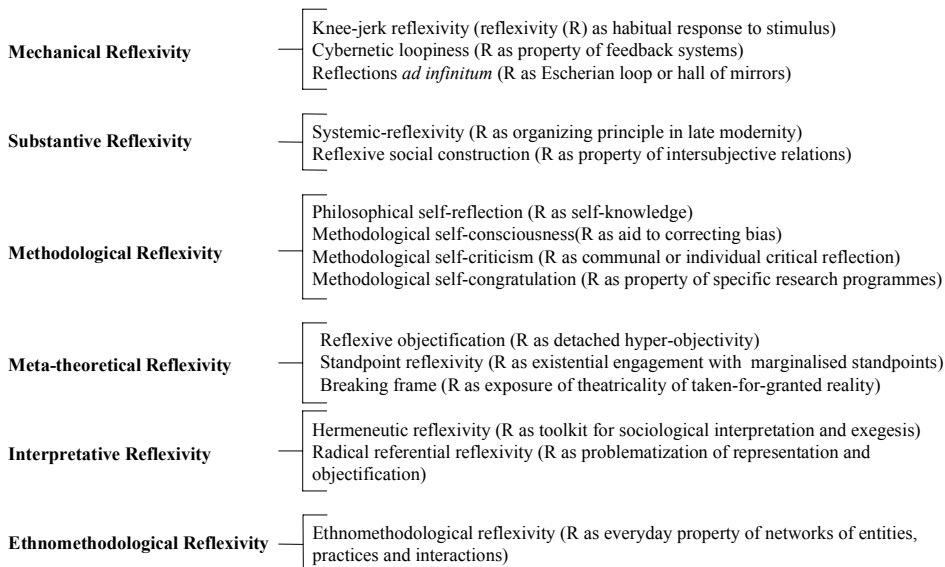 Mechanical Reflexivity
Knee-jerk reflexivity (reflexivity (R) as habitual response to stimulus)
Cybernetic loopiness (R as property of feedback systems)
Reflections ad infinitum (R as Escherian loop or hall of mirrors)
Substantive Reflexivity
Systemic-reflexivity (R as organizing principle in late modernity)
Reflexive social construction (R as property of intersubjective relations)
Methodological Reflexivity
Philosophical self-reflection (R as self-knowledge)
Methodological self-consciousness(R as aid to correcting bias)
Methodological self-criticism (R as communal or individual critical reflection)
Methodological self-congratulation (R as property of specific research programmes)
Meta-theoretical Reflexivity
Reflexive objectification (R as detached hyper-objectivity)
Standpoint reflexivity (R as existential engagement with marginalised standpoints)
Breaking frame (R as exposure of theatricality of taken-for-granted reality)
Interpretative Reflexivity
Hermeneutic reflexivity (R as toolkit for sociological interpretation and exegesis)
Radical referential reflexivity (R as problematization of representation and
objectification)
Ethnomethodological Reflexivity
Ethnomethodological reflexivity (R as everyday property of networks of entities,
practices and interactions)